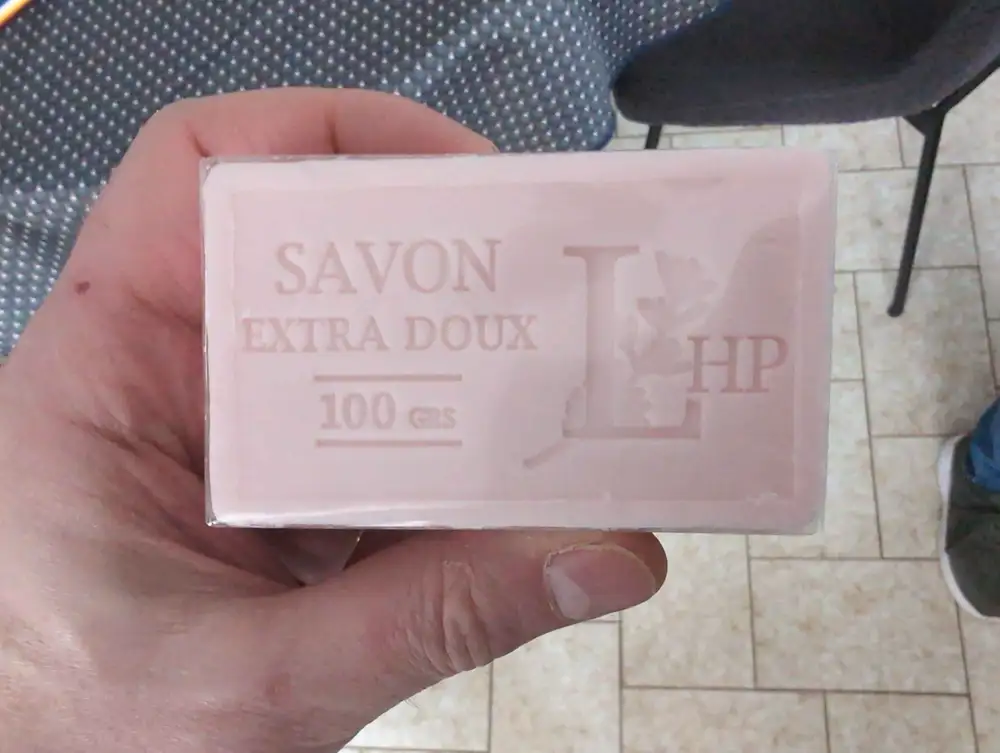 SAVON
EXTRA DOUX
100 GRS
LHP